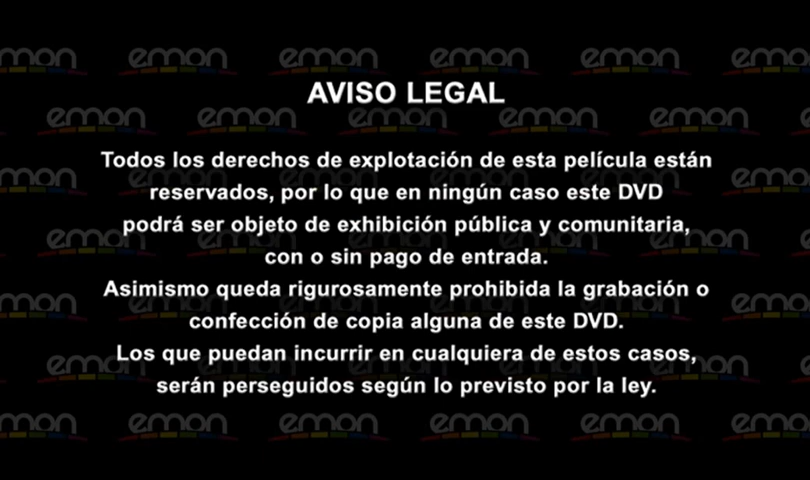 AVISO LEGAL
Todos los derechos de explotación de esta película están
reservados, por lo que en ningún caso este DVD
podrá ser objeto de exhibición pública y comunitaria,
con o sin pago de entrada.
Asimismo queda rigurosamente prohibida la grabación o
confección de copia alguna de este DVD.
Los que puedan incurrir en cualquiera de estos casos,
serán perseguidos según lo previsto por la ley.
emon